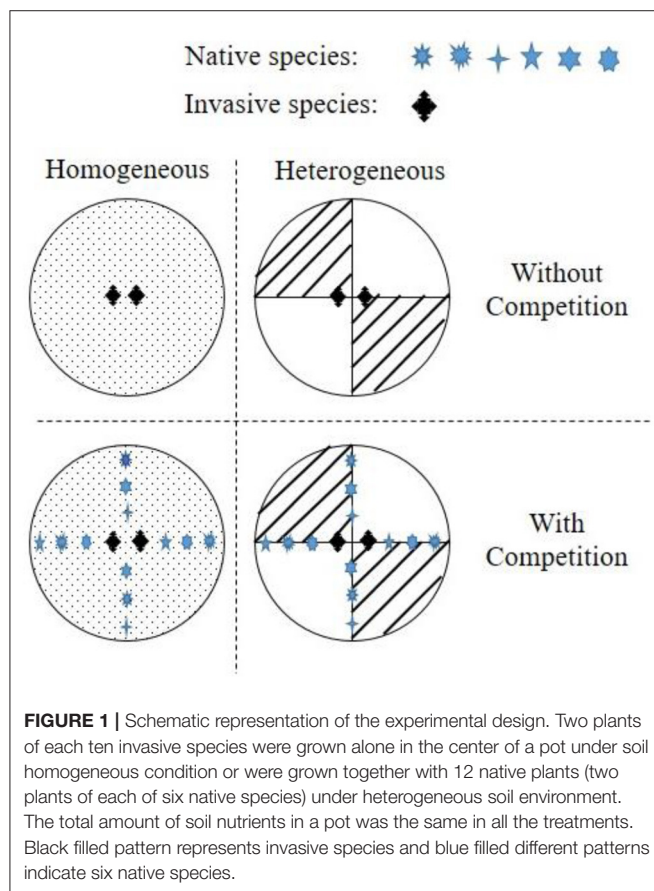 Native species:
Invasive species:
Homogeneous
Heterogeneous
Without
Competition
With
Competition
FIGURE 1 | Schematic representation of the experimental design. Two plants
of each ten invasive species were grown alone in the center of a pot under soil
homogeneous condition or were grown together with 12 native plants (two
plants of each of six native species) under heterogeneous soil environment.
The total amount of soil nutrients in a pot was the same in all the treatments.
Black filled pattern represents invasive species and blue filled different patterns
indicate six native species.